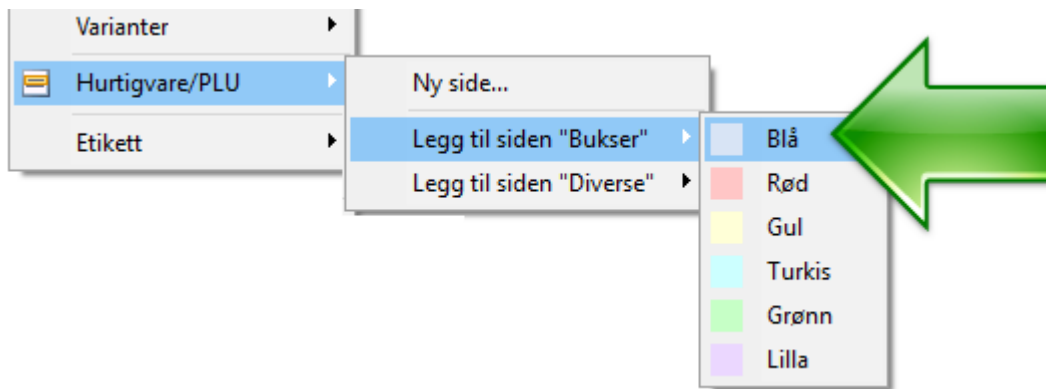 Varianter
Hurtigvare/PLU
Etikett
Ny side...
Legg til siden "Bukser"
Legg til siden "Diverse"
Blå
Rød
Gul
Turkis
Grønn
Lilla